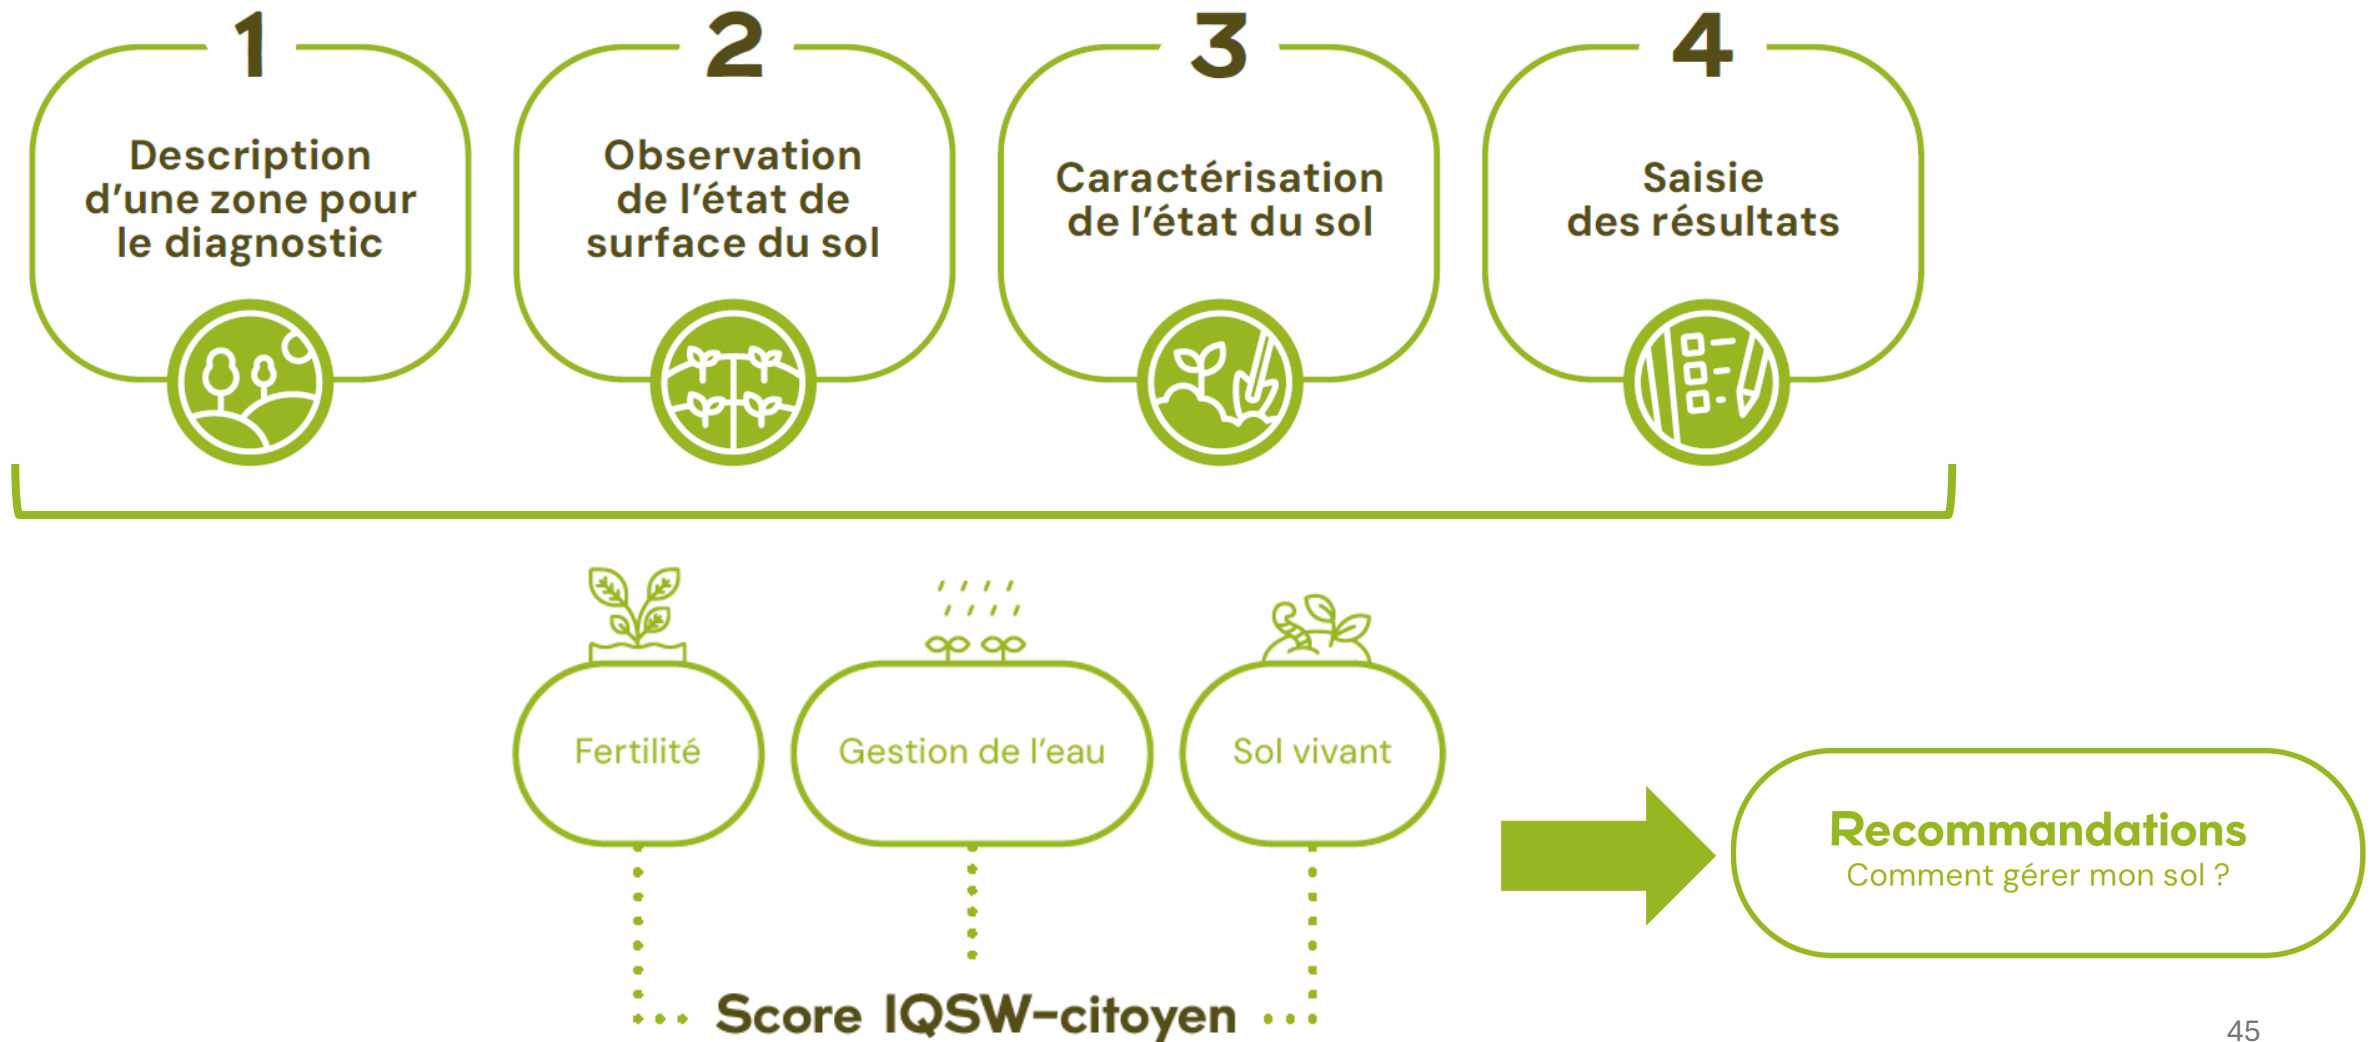 1
Description
d’une zone pour
le diagnostic
2
Observation
de l’état de
surface du sol
3
Caractérisation
de l’état du sol
4
Saisie
des résultats
Fertilité
Gestion de l’eau
Sol vivant
Score IQSW-citoyen
Recommandations
Comment gérer mon sol ?
45